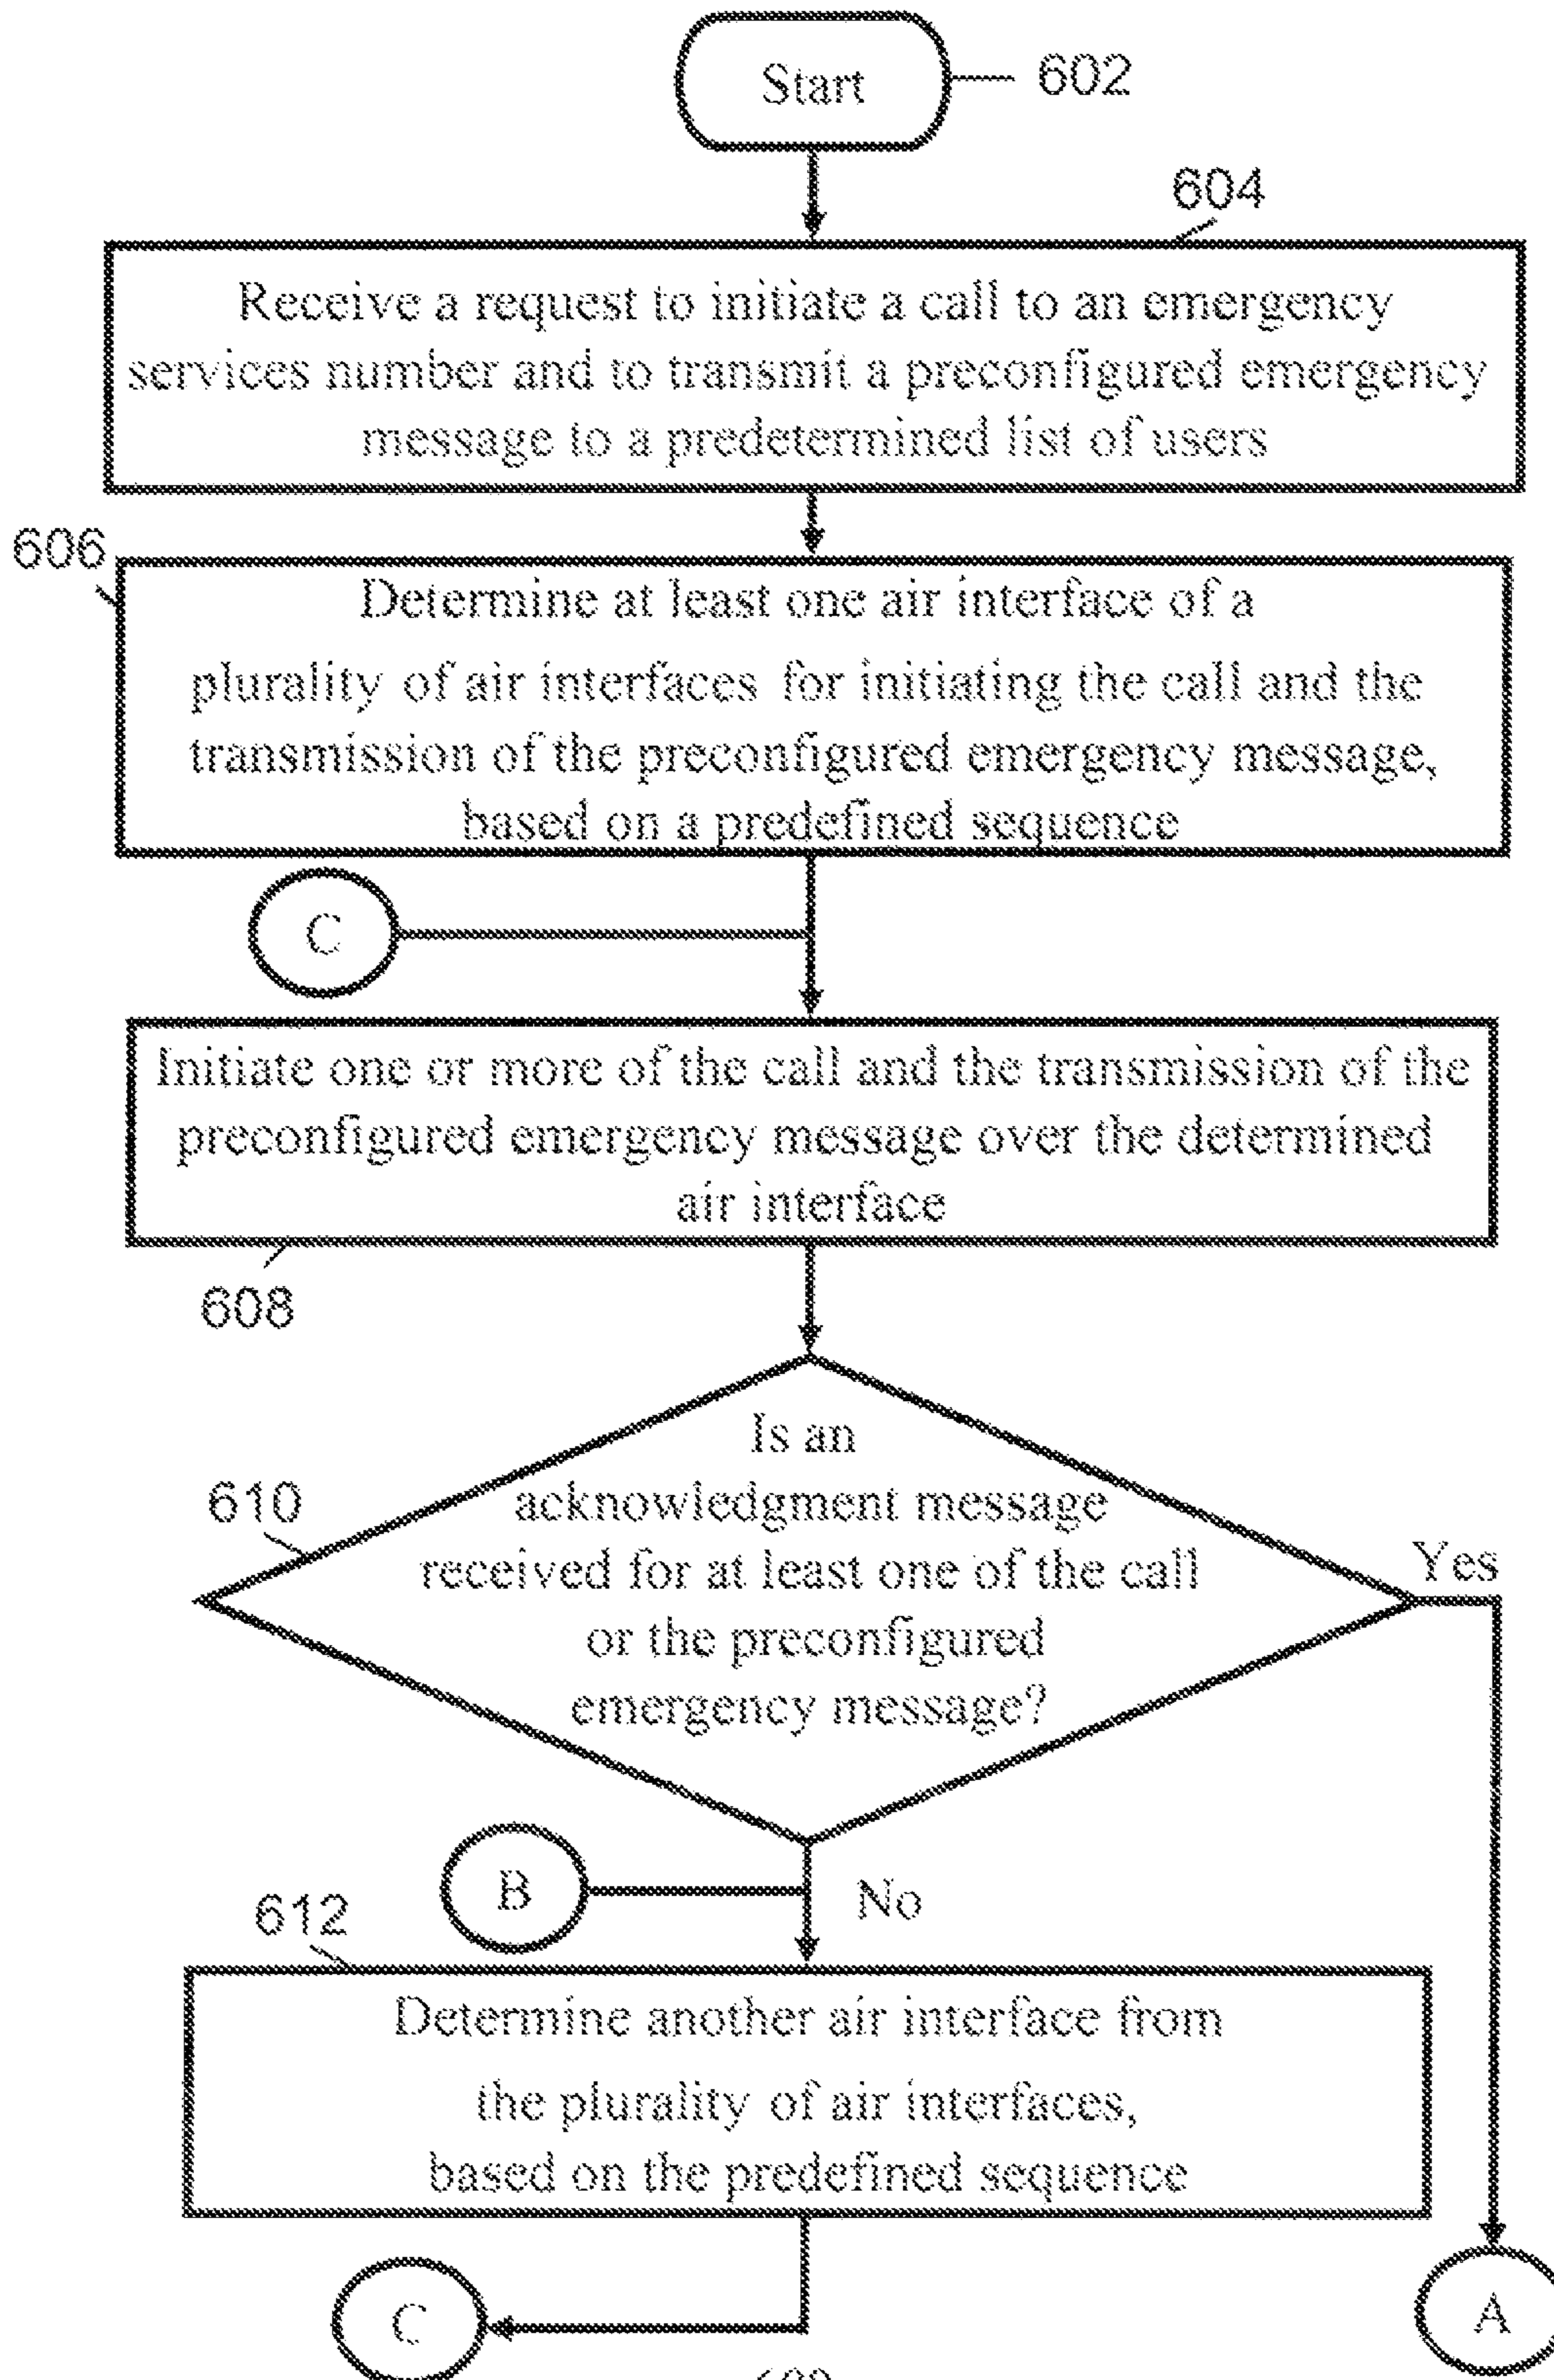 Start
602
604
Receive a request to initiate a call to an emergency
services number and to transmit a preconfigured emergency
message to a predetermined list of users
606
Determine at least one air interface of a
plurality of air interfaces for initiating the call and the
transmission of the preconfigured emergency message,
based on a predefined sequence
C
Initiate one or more of the call and the transmission of the
preconfigured emergency message over the determined
air interface
608
Is an
acknowledgment message
received for at least one of the call
or the preconfigured
emergency message?
610
Yes
B
No
612
Determine another air interface from
the plurality of air interfaces,
based on the predefined sequence
C
A